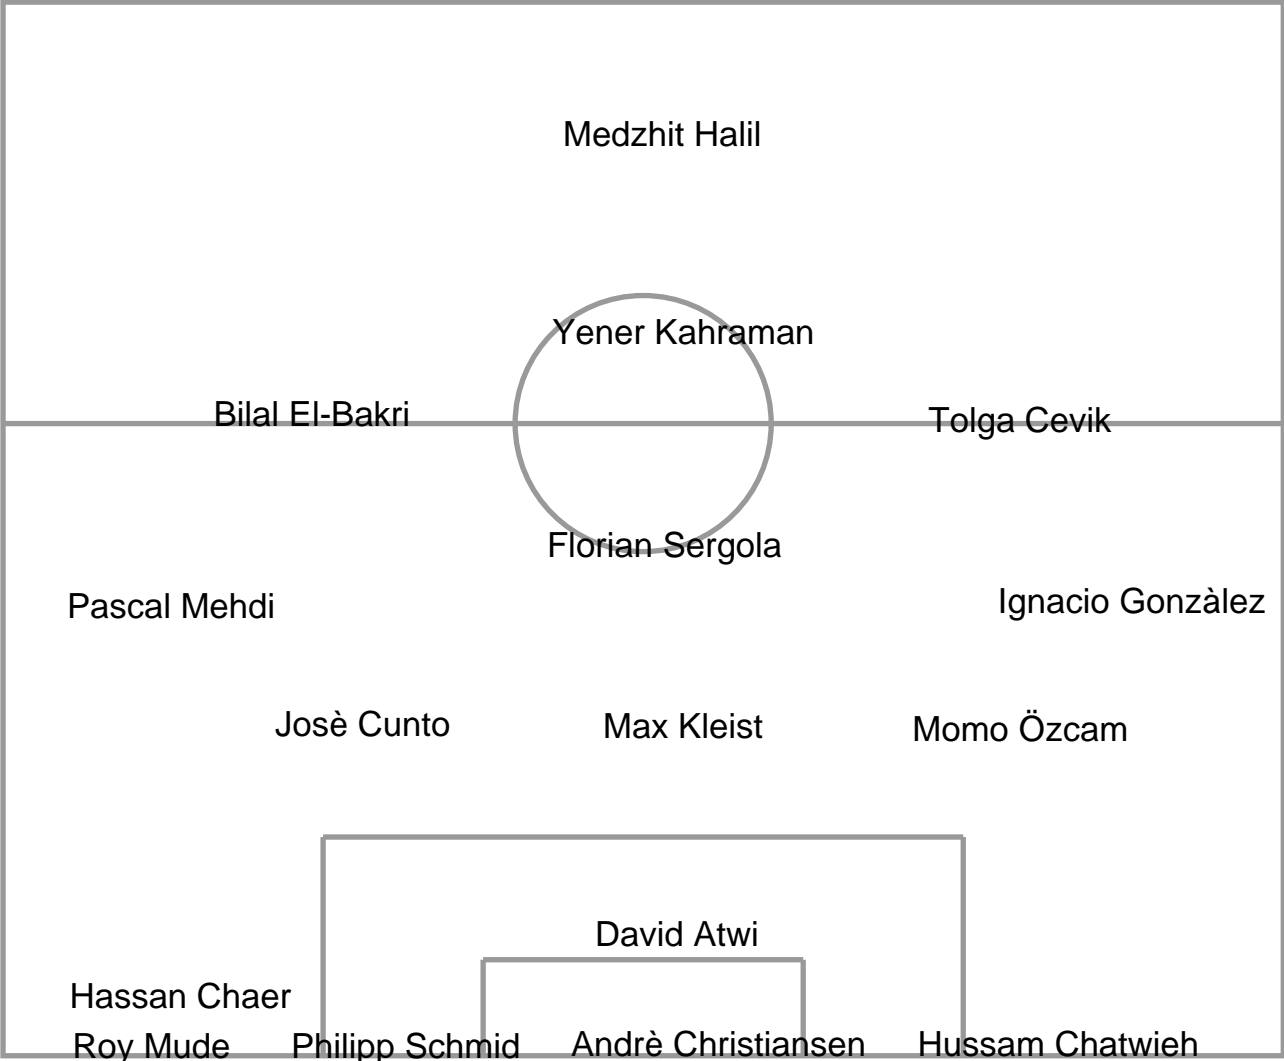 Medzhit Halil
Yener Kahraman
Bilal El-Bakri
Tolga Cevik
Florian Sergola
Pascal Mehdi
Ignacio Gonzàlez
Josè Cunto
Max Kleist
Momo Özcam
David Atwi
Hassan Chaer
Roy Mude
Philipp Schmid
Andrè Christiansen
Hussam Chatwieh